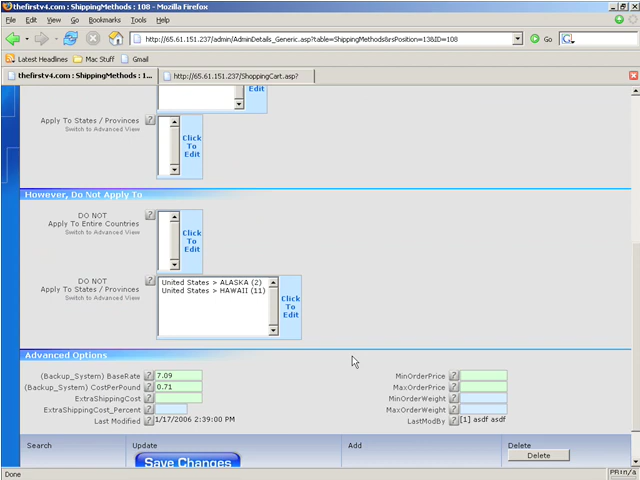 thefirstv4.com : ShippingMethods : 108 - Mozilla Firefox
File Edit View Go Bookmarks Tools Help
http://65.61.151.237/admin/AdminDetails_Generic.asp?table=ShippingMethods&rsPosition=13&ID=108
Go
Latest Headlines Mac Stuff Gmail
thefirstv4.com : ShippingMethods : 1...
http://65.61.151.237/ShoppingCart.asp?
Edit
Apply To States / Provinces
Switch to Advanced View
?
Click
To
Edit
However, Do Not Apply To
DO NOT
Apply To Entire Countries
Switch to Advanced View
?
Click
To
Edit
DO NOT
Apply To States / Provinces
Switch to Advanced View
?
United States > ALASKA (2)
United States > HAWAII (11)
Click
To
Edit
Advanced Options
(Backup_System) BaseRate ? 7.09
(Backup_System) CostPerPound ? 0.71
ExtraShippingCost ?
ExtraShippingCost_Percent ?
Last Modified ? 1/17/2006 2:39:00 PM
MinOrderPrice ?
MaxOrderPrice ?
MinOrderWeight ?
MaxOrderWeight ?
LastModBy ? [1] asdf asdf
Search
Update
Save Changes
Add
Delete
Delete
Done
PR:n/a